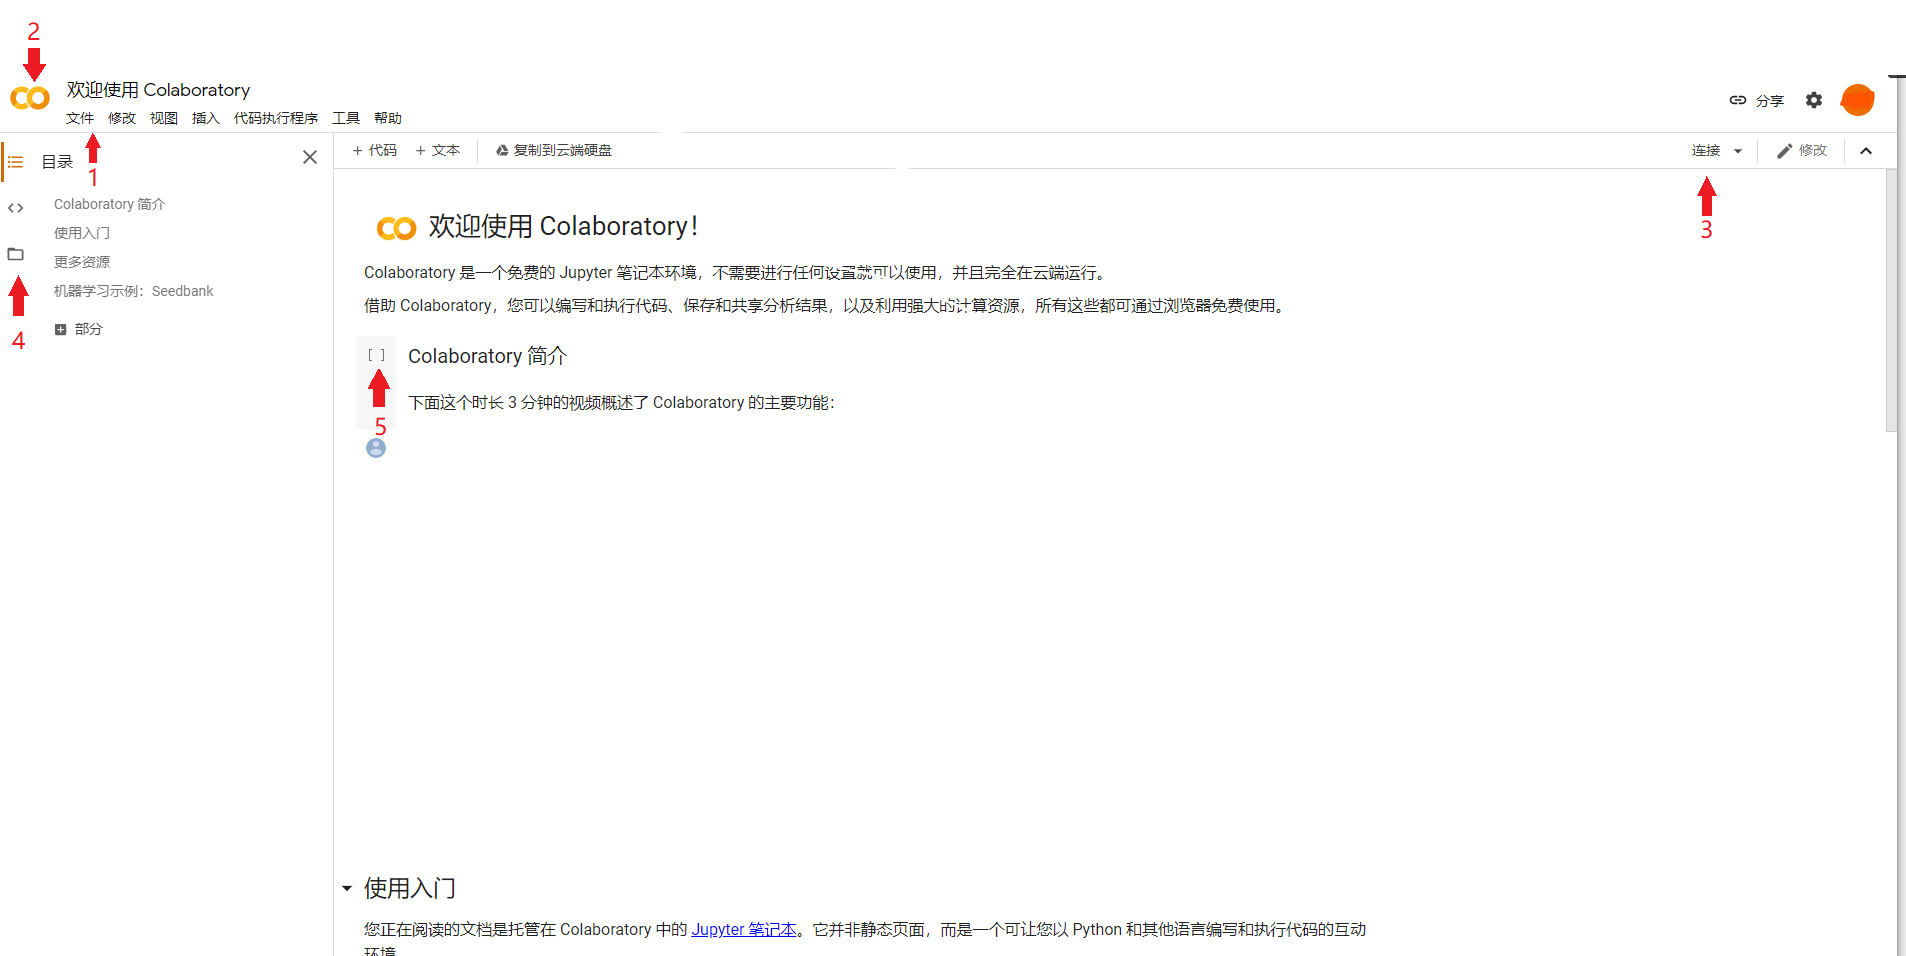 2
欢迎使用 Colaboratory
文件 修改 视图 插入 代码执行程序 工具 帮助
分享
1
目录
Colaboratory 简介
使用入门
更多资源
机器学习示例：Seedbank
部分
4
+ 代码 + 文本 复制到云端硬盘
连接 修改
3
CO 欢迎使用 Colaboratory！
Colaboratory 是一个免费的 Jupyter 笔记本环境，不需要进行任何设置就可以使用，并且完全在云端运行。
借助 Colaboratory，您可以编写和执行代码、保存和共享分析结果，以及利用强大的计算资源，所有这些都可通过浏览器免费使用。
[ ] Colaboratory 简介
下面这个时长 3 分钟的视频概述了 Colaboratory 的主要功能：
5
使用入门
您正在阅读的文档是托管在 Colaboratory 中的 Jupyter 笔记本。它并非静态页面，而是一个可让您以 Python 和其他语言编写和执行代码的互动
环境